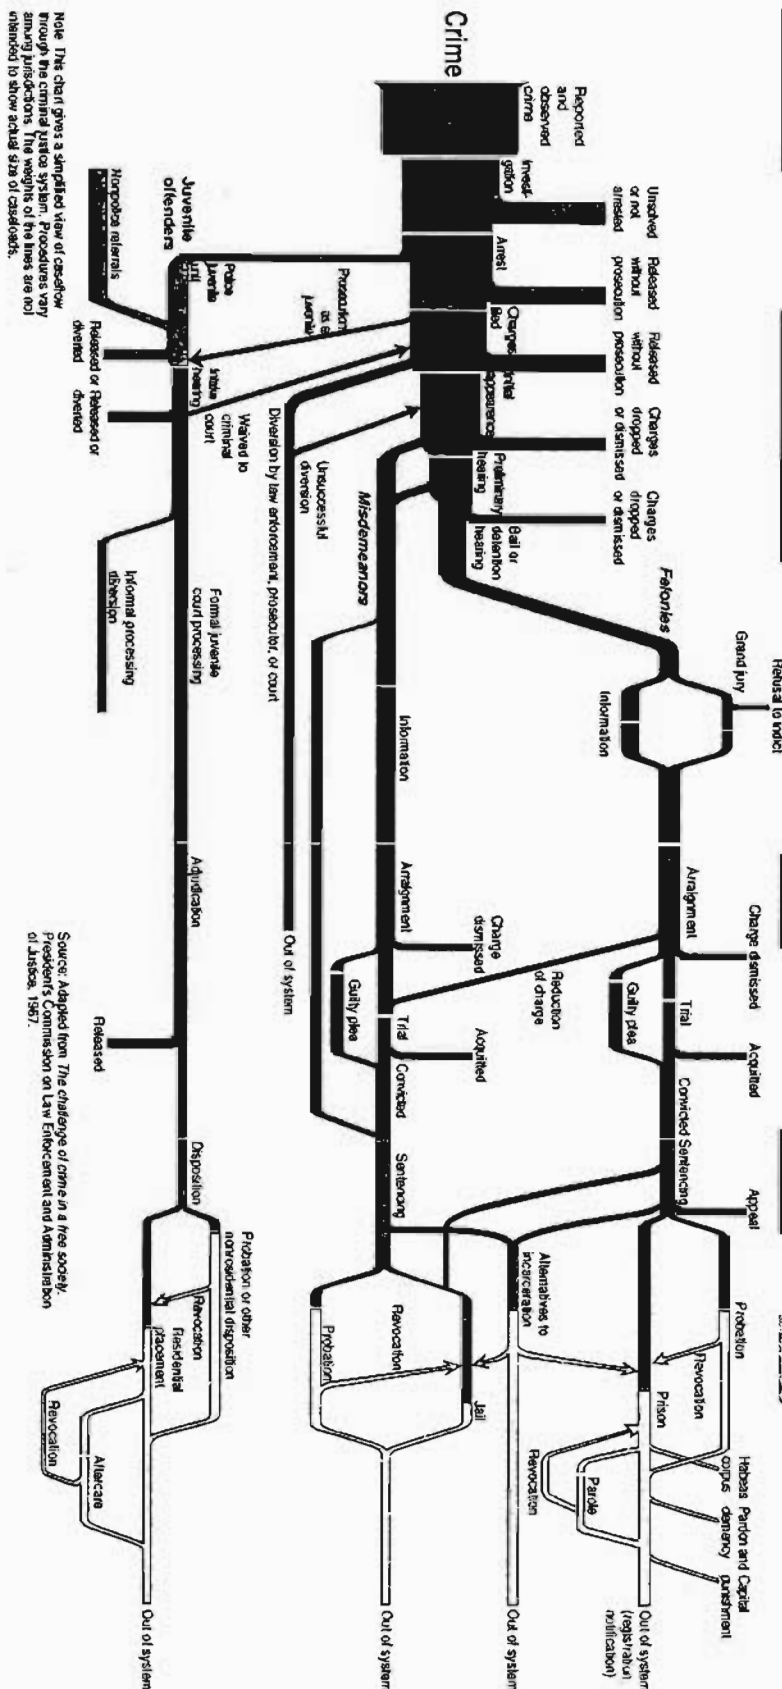 Crime
Reported
and
observed
crime
Investi-
gation
Unsolved
or not
arrested
Arrest
Released
without
prosecution
Charges
filed
Released
without
prosecution
Initial
appearance
Charges
dropped
or dismissed
Preliminary
hearing
Charges
dropped
or dismissed
Bail or
detention
hearing
Felonies
Refusal to indict
Grand jury
Information
Arraignment
Charge dismissed
Trial
Guilty plea
Acquitted
Convicted
Sentencing
Appeal
Probation
Revocation
Prison
Habeas
corpus
Pardon and
clemency
Capital
punishment
Parole
Revocation
Out of system
(registration
notification)
Reduction
of charge
Alternatives to
incarceration
Out of system
Misdemeanors
Information
Arraignment
Charge
dismissed
Guilty plea
Trial
Acquitted
Convicted
Sentencing
Jail
Revocation
Probation
Out of system
Unsuccessful
diversion
Diversion by law enforcement, prosecutor, or court
Out of system
Prosecution
as a
juvenile
Waived to
criminal
court
Juvenile
offenders
Police
juvenile
unit
Intake
hearing
Nonpolice referrals
Released or
diverted
Released or
diverted
Formal juvenile
court processing
Informal processing
diversion
Adjudication
Released
Disposition
Probation or other
nonresidential disposition
Revocation
Residential
placement
Aftercare
Revocation
Out of system
Note This chart gives a simplified view of caseflow
through the criminal justice system. Procedures vary
among jurisdictions. The weights of the lines are not
intended to show actual size of caseloads.
Source: Adapted from The challenge of crime in a free society.
President's Commission on Law Enforcement and Administration
of Justice, 1967.